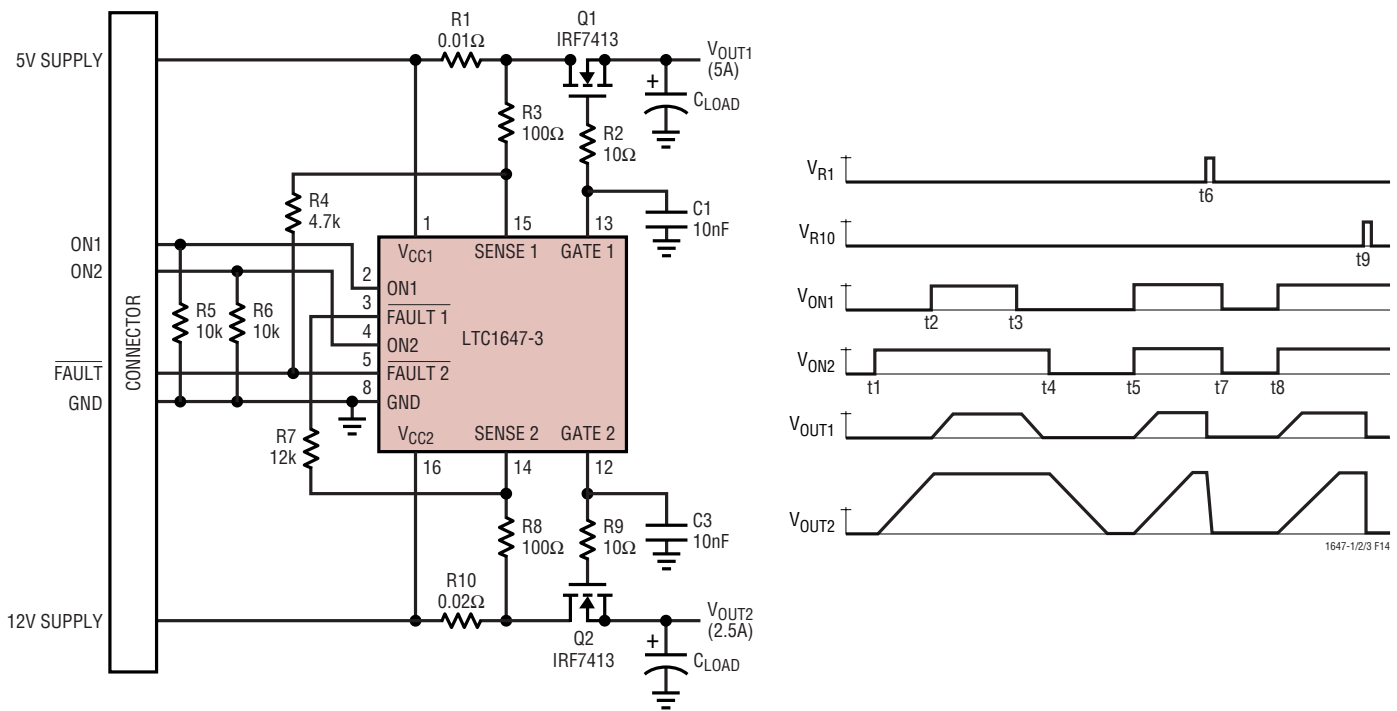 5V SUPPLY
ON1
ON2
FAULT
GND
12V SUPPLY
CONNECTOR
R1
0.01Ω
Q1
IRF7413
VOUT1
(5A)
+
CLOAD
R3
100Ω
R2
10Ω
R4
4.7k
C1
10nF
1
15
13
VCC1
SENSE 1
GATE 1
2
ON1
3
FAULT 1
4
ON2
5
FAULT 2
8
GND
LTC1647-3
R5
10k
R6
10k
R7
12k
VCC2
SENSE 2
GATE 2
16
14
12
C3
10nF
R8
100Ω
R9
10Ω
R10
0.02Ω
Q2
IRF7413
VOUT2
(2.5A)
+
CLOAD
VR1
t6
VR10
t9
VON1
t2
t3
VON2
t1
t4
t5
t7
t8
VOUT1
VOUT2
1647-1/2/3 F14